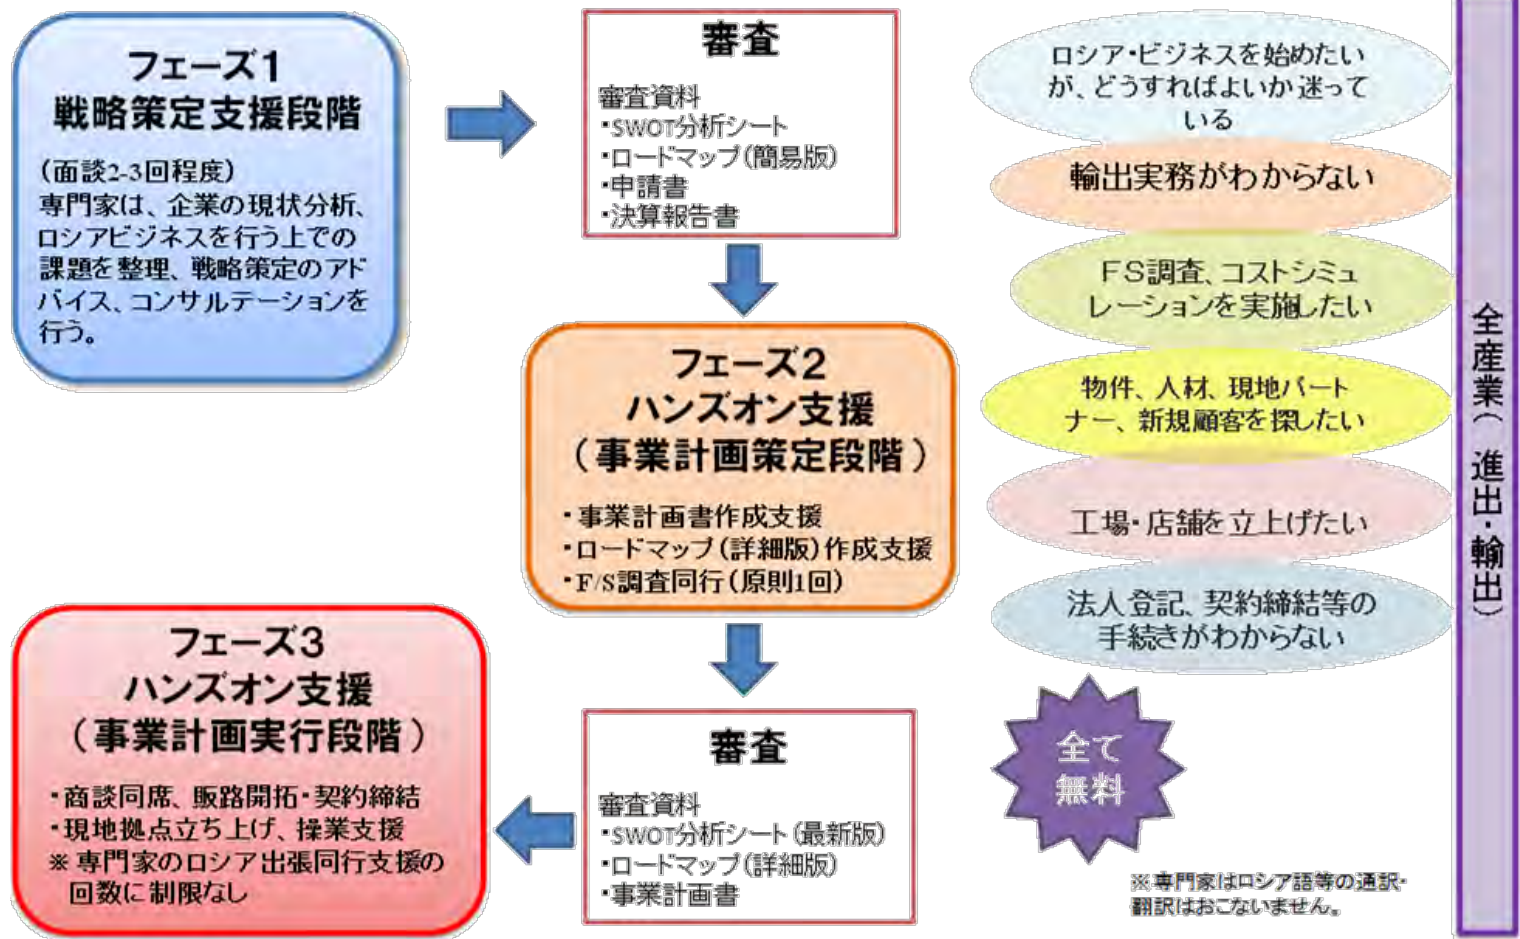 フェーズ1
戦略策定支援段階
(面談2-3回程度)
専門家は、企業の現状分析、
ロシアビジネスを行う上での
課題を整理、戦略策定のアド
バイス、コンサルテーションを
行う。
審査
審査資料
・SWOT分析シート
・ロードマップ(簡易版)
・申請書
・決算報告書
フェーズ2
ハンズオン支援
(事業計画策定段階)
・事業計画書作成支援
・ロードマップ(詳細版)作成支援
・F/S調査同行(原則1回)
審査
審査資料
・SWOT分析シート(最新版)
・ロードマップ(詳細版)
・事業計画書
フェーズ3
ハンズオン支援
(事業計画実行段階)
・商談同席、販路開拓・契約締結
・現地拠点立ち上げ、操業支援
※専門家のロシア出張同行支援の
回数に制限なし
ロシア・ビジネスを始めたい
が、どうすればよいか迷って
いる
輸出実務がわからない
FS調査、コストシミュ
レーションを実施したい
物件、人材、現地パート
ナー、新規顧客を探したい
工場・店舗を立上げたい
法人登記、契約締結等の
手続きがわからない
全て
無料
※専門家はロシア語等の通訳・
翻訳はおこないません。
全産業(進出・輸出)